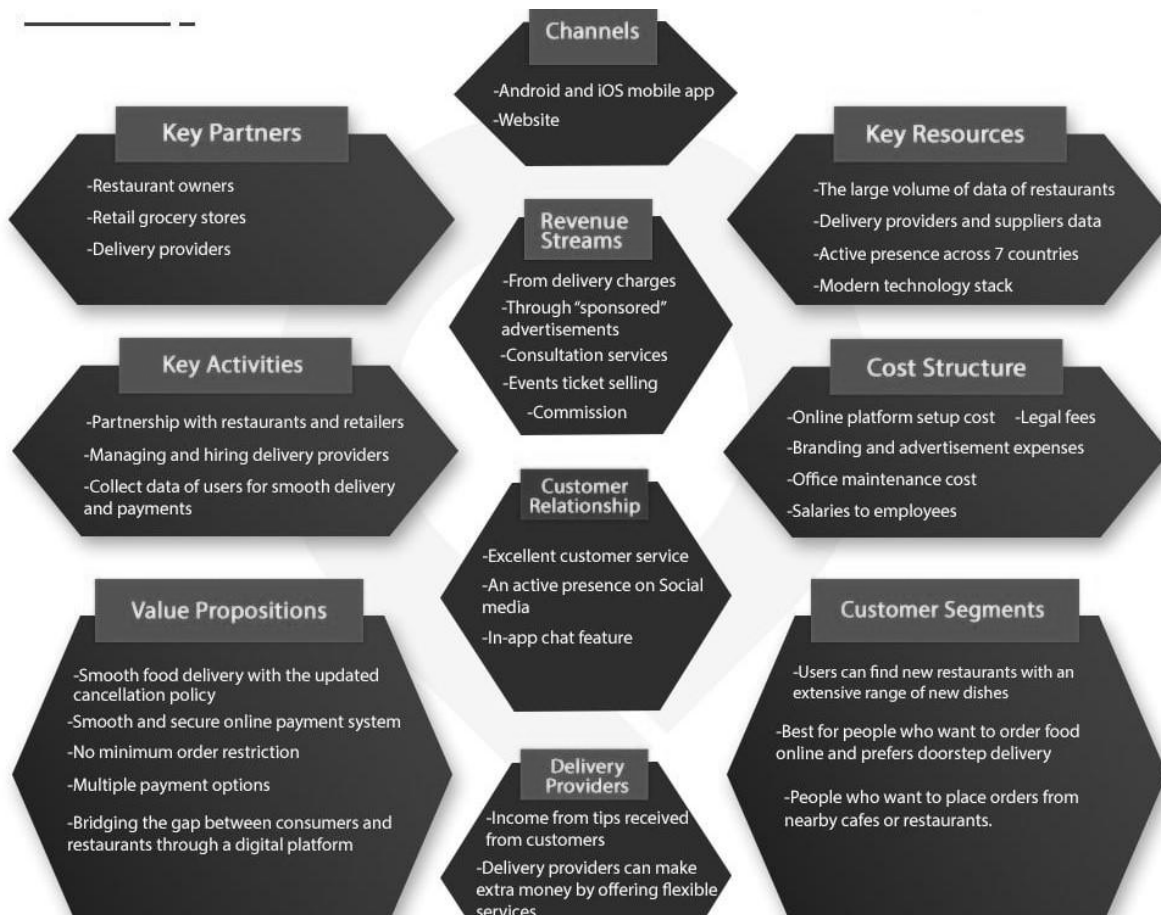 Channels
-Android and iOS mobile app
-Website
Key Partners
-Restaurant owners
-Retail grocery stores
-Delivery providers
Key Resources
-The large volume of data of restaurants
-Delivery providers and suppliers data
-Active presence across 7 countries
-Modern technology stack
Revenue
Streams
-From delivery charges
-Through “sponsored”
advertisements
-Consultation services
-Events ticket selling
-Commission
Key Activities
-Partnership with restaurants and retailers
-Managing and hiring delivery providers
-Collect data of users for smooth delivery
and payments
Cost Structure
-Online platform setup cost -Legal fees
-Branding and advertisement expenses
-Office maintenance cost
-Salaries to employees
Customer
Relationship
-Excellent customer service
-An active presence on Social
media
-In-app chat feature
Value Propositions
-Smooth food delivery with the updated
cancellation policy
-Smooth and secure online payment system
-No minimum order restriction
-Multiple payment options
-Bridging the gap between consumers and
restaurants through a digital platform
Customer Segments
-Users can find new restaurants with an
extensive range of new dishes
-Best for people who want to order food
online and prefers doorstep delivery
-People who want to place orders from
nearby cafes or restaurants.
Delivery
Providers
-Income from tips received
from customers
-Delivery providers can make
extra money by offering flexible
services